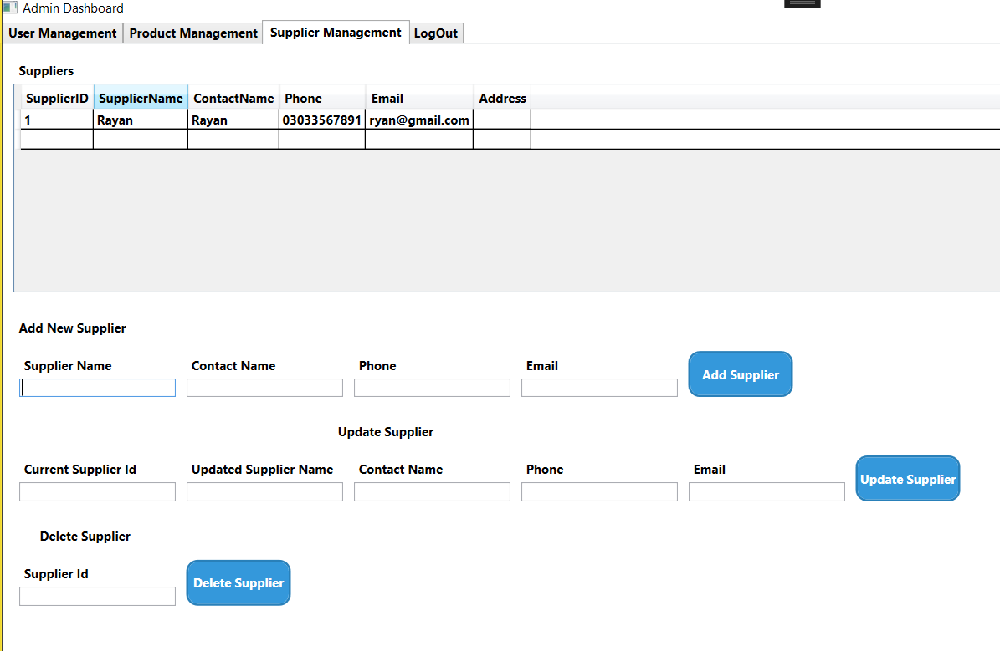 Admin Dashboard
User Management Product Management Supplier Management LogOut
Suppliers
SupplierID SupplierName ContactName Phone Email Address
1 Rayan Rayan 03033567891 ryan@gmail.com
Add New Supplier
Supplier Name Contact Name Phone Email
Add Supplier
Update Supplier
Current Supplier Id Updated Supplier Name Contact Name Phone Email
Update Supplier
Delete Supplier
Supplier Id
Delete Supplier